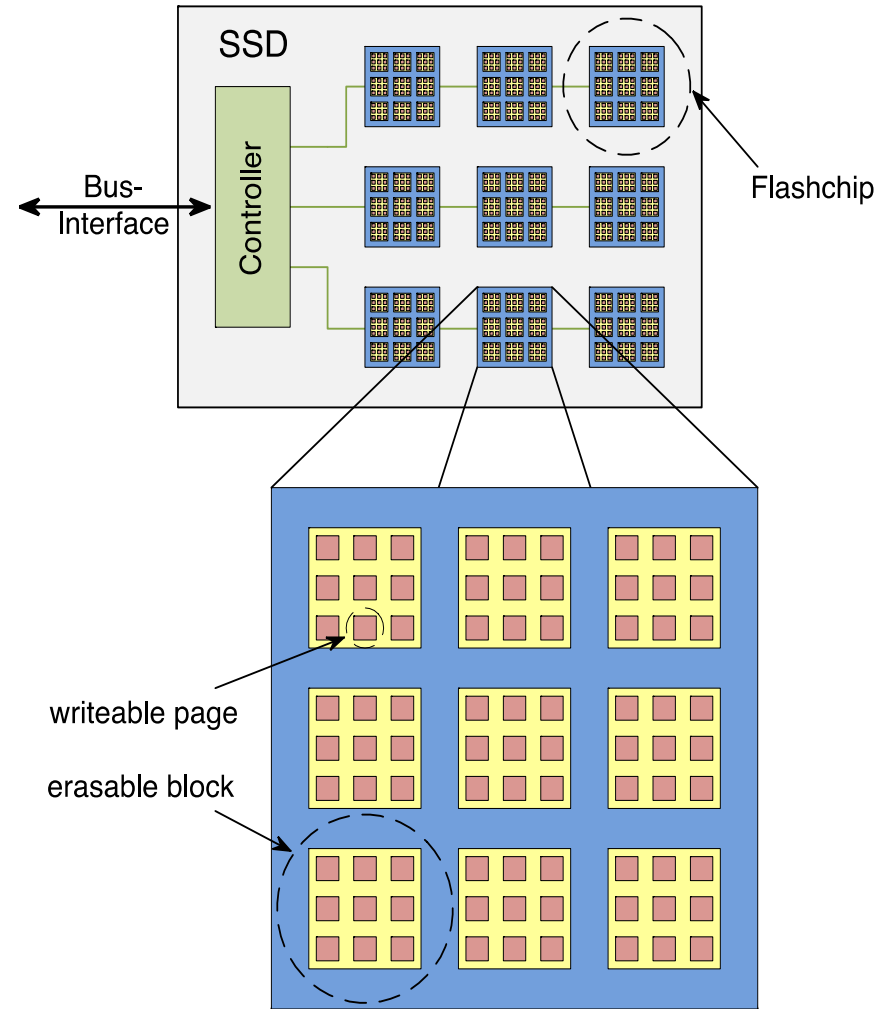 SSD
Controller
Bus-
Interface
Flashchip
writeable page
erasable block